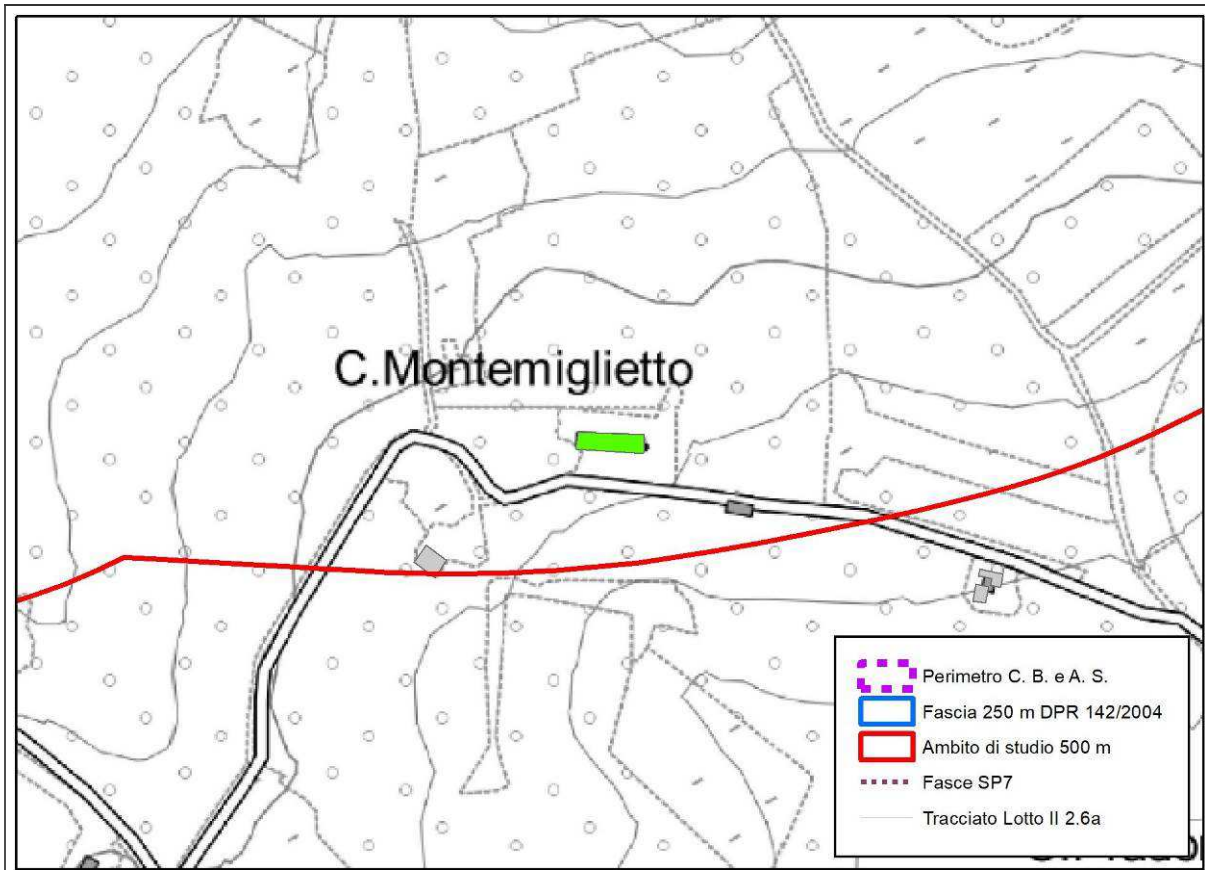 C.Montemiglietto
Perimetro C. B. e A. S.
Fascia 250 m DPR 142/2004
Ambito di studio 500 m
Fasce SP7
Tracciato Lotto II 2.6a